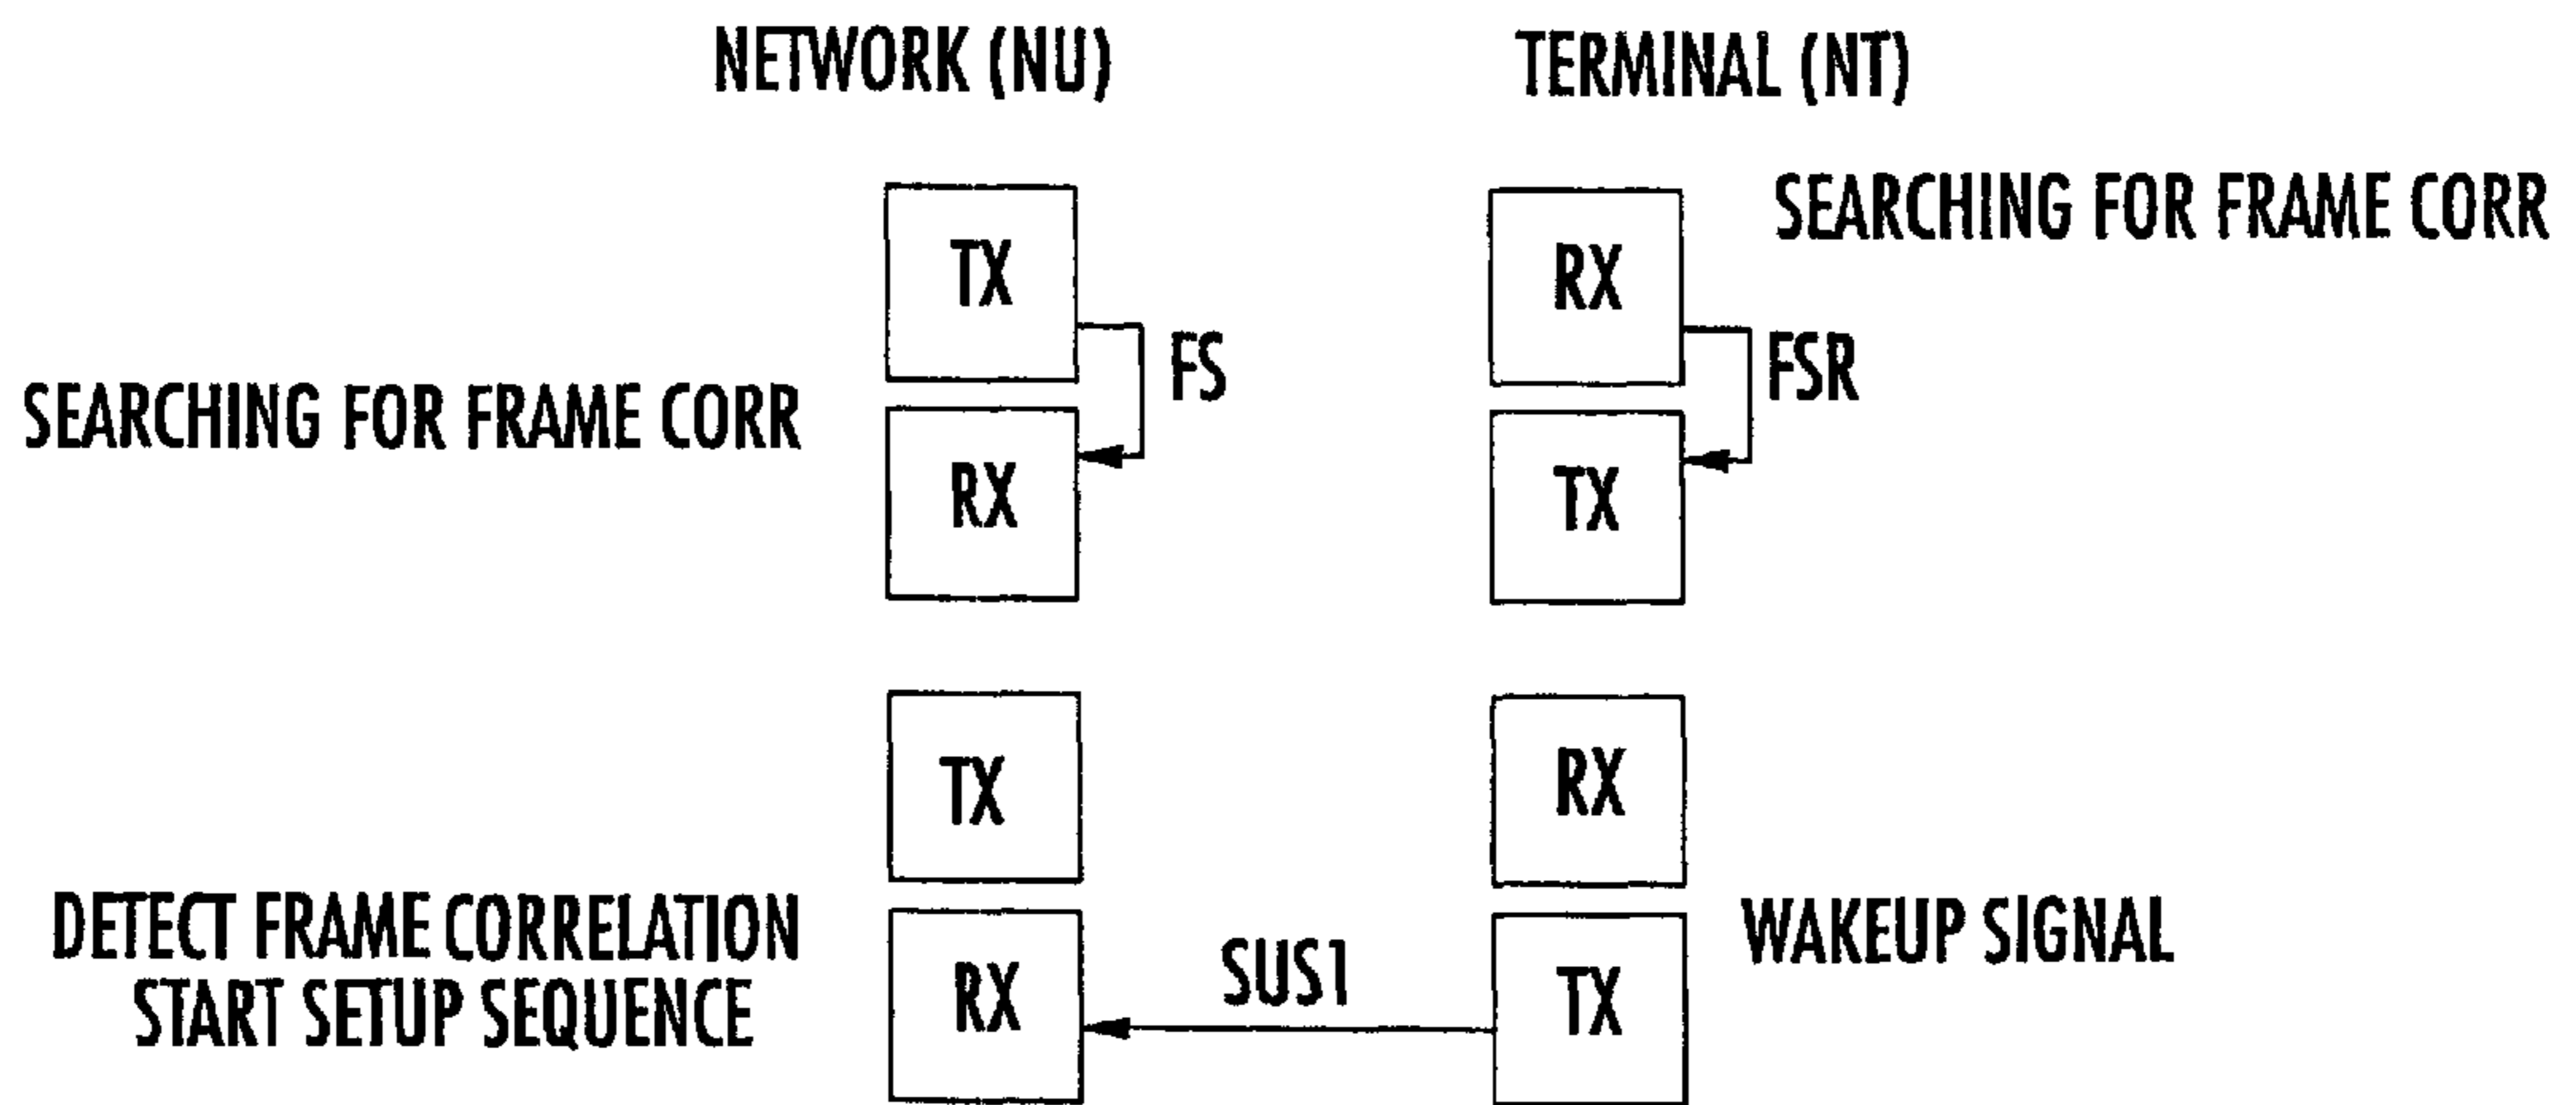 NETWORK (NU)
TERMINAL (NT)
SEARCHING FOR FRAME CORR
TX
RX
FS
FSR
SEARCHING FOR FRAME CORR
RX
TX
TX
RX
DETECT FRAME CORRELATION
START SETUP SEQUENCE
RX
SUS1
TX
WAKEUP SIGNAL